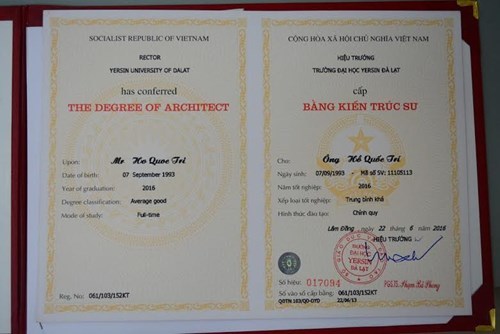 SOCIALIST REPUBLIC OF VIETNAM
RECTOR
YERSIN UNIVERSITY OF DALAT
has conferred
THE DEGREE OF ARCHITECT
Upon: Mr Ho Quoc Tri
Date of birth: 07 September 1993
Year of graduation: 2016
Degree classification: Average good
Mode of study: Full-time
Reg. No: 061/103/152KT
CỘNG HÒA XÃ HỘI CHỦ NGHĨA VIỆT NAM
HIỆU TRƯỞNG
TRƯỜNG ĐẠI HỌC YERSIN ĐÀ LẠT
cấp
BẰNG KIẾN TRÚC SƯ
Cho: Ông Hồ Quốc Trí
Ngày sinh: 07/09/1993 - Mã số SV: 11105113
Năm tốt nghiệp: 2016
Xếp loại tốt nghiệp: Trung bình khá
Hình thức đào tạo: Chính quy
Lâm Đồng, ngày 22 tháng 6 năm 2016
HIỆU TRƯỞNG
TRƯỜNG
ĐẠI HỌC
YERSIN
ĐÀ LẠT
Số hiệu: 017094
Số vào sổ cấp bằng: 061/103/152KT